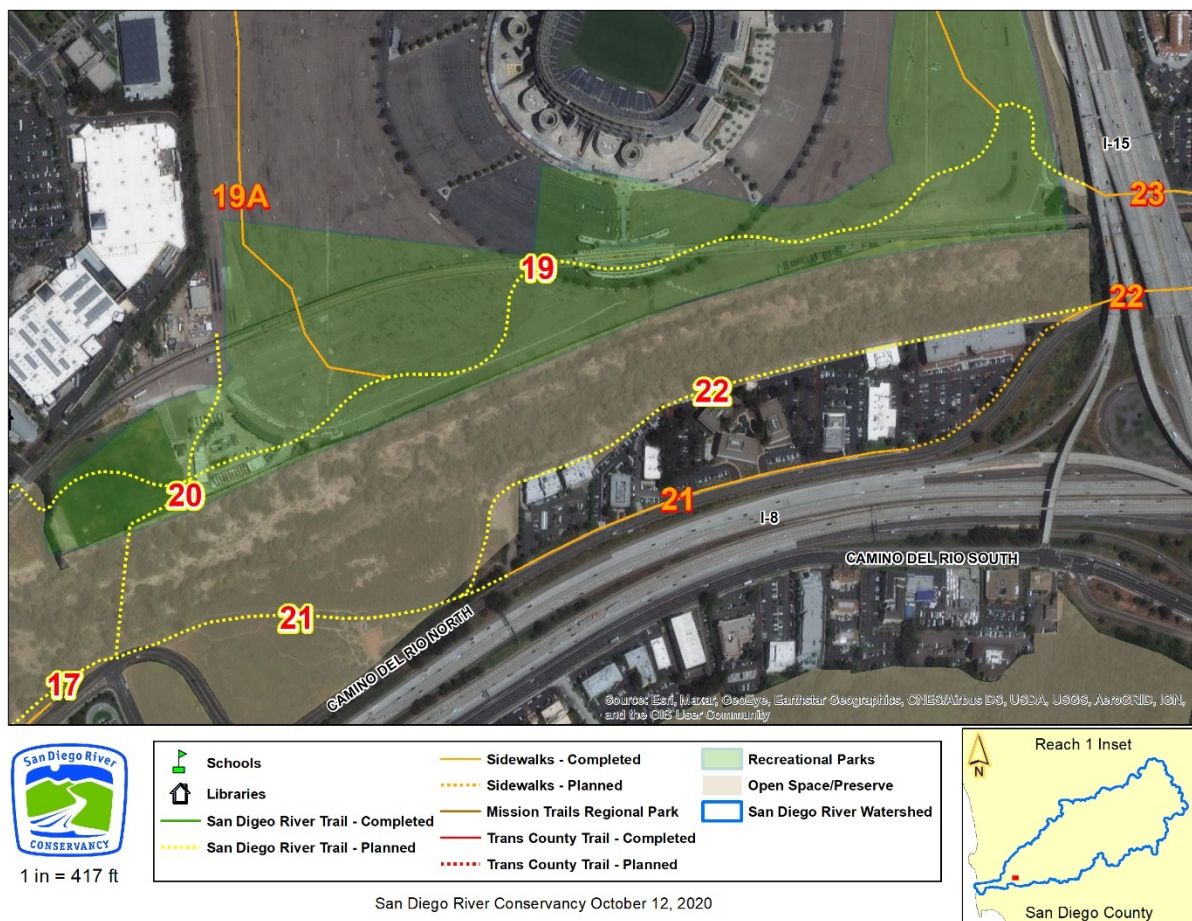 19A
I-15
23
19
22
22
20
21
I-8
CAMINO DEL RIO SOUTH
21
CAMINO DEL RIO NORTH
17
Source: Esri, Maxar, GeoEye, Earthstar Geographics, CNES/Airbus DS, USDA, USGS, AeroGRID, IGN,
and the GIS User Community
San Diego River
CONSERVANCY
1 in = 417 ft
Schools
Libraries
San Digeo River Trail - Completed
San Diego River Trail - Planned
Sidewalks - Completed
Sidewalks - Planned
Mission Trails Regional Park
Trans County Trail - Completed
Trans County Trail - Planned
Recreational Parks
Open Space/Preserve
San Diego River Watershed
Reach 1 Inset
N
San Diego County
San Diego River Conservancy October 12, 2020